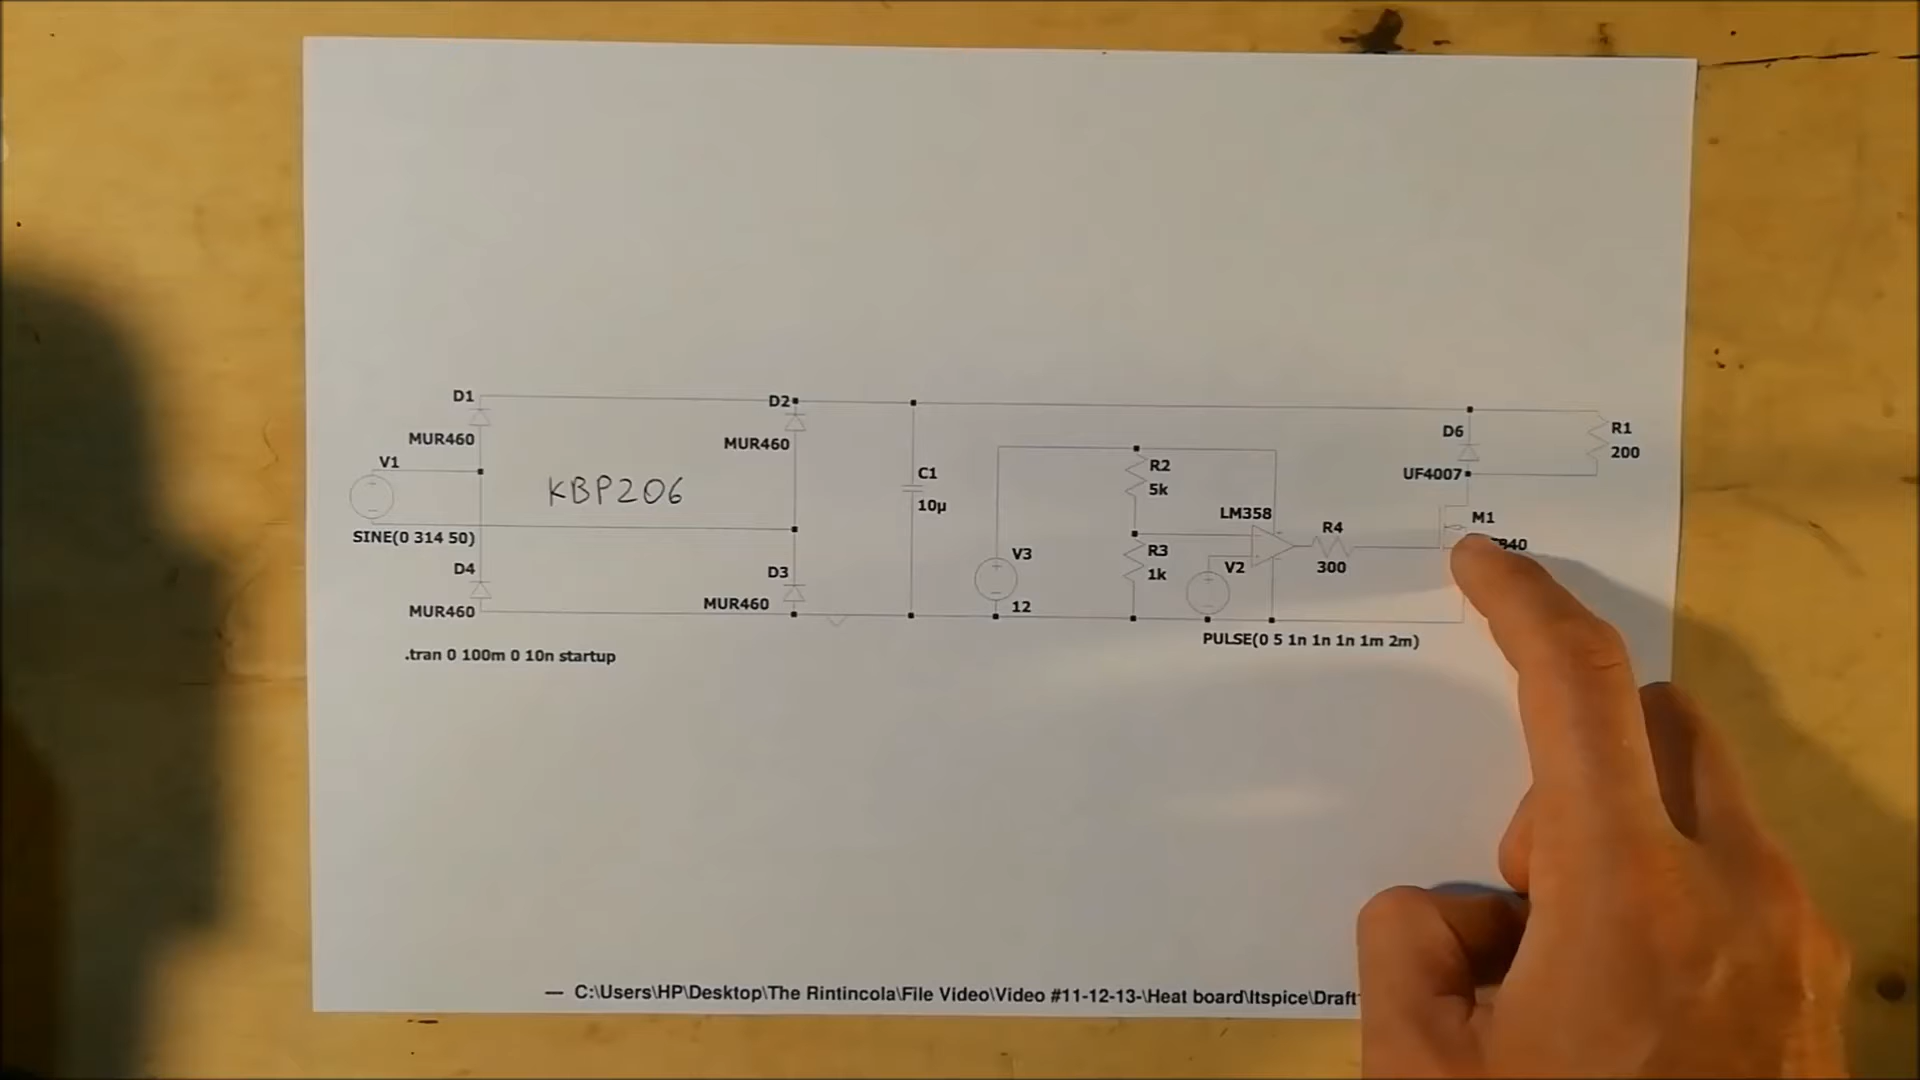 D1
MUR460
V1
SINE(0 314 50)
D4
MUR460
.tran 0 100m 0 10n startup
KBP206
D2
MUR460
D3
MUR460
C1
10µ
V3
12
R2
5k
R3
1k
LM358
V2
PULSE(0 5 1n 1n 1n 1m 2m)
R4
300
D6
UF4007
M1
R1
200
— C:\Users\HP\Desktop\The Rintincola\File Video\Video #11-12-13-\Heat board\ltspice\Draft